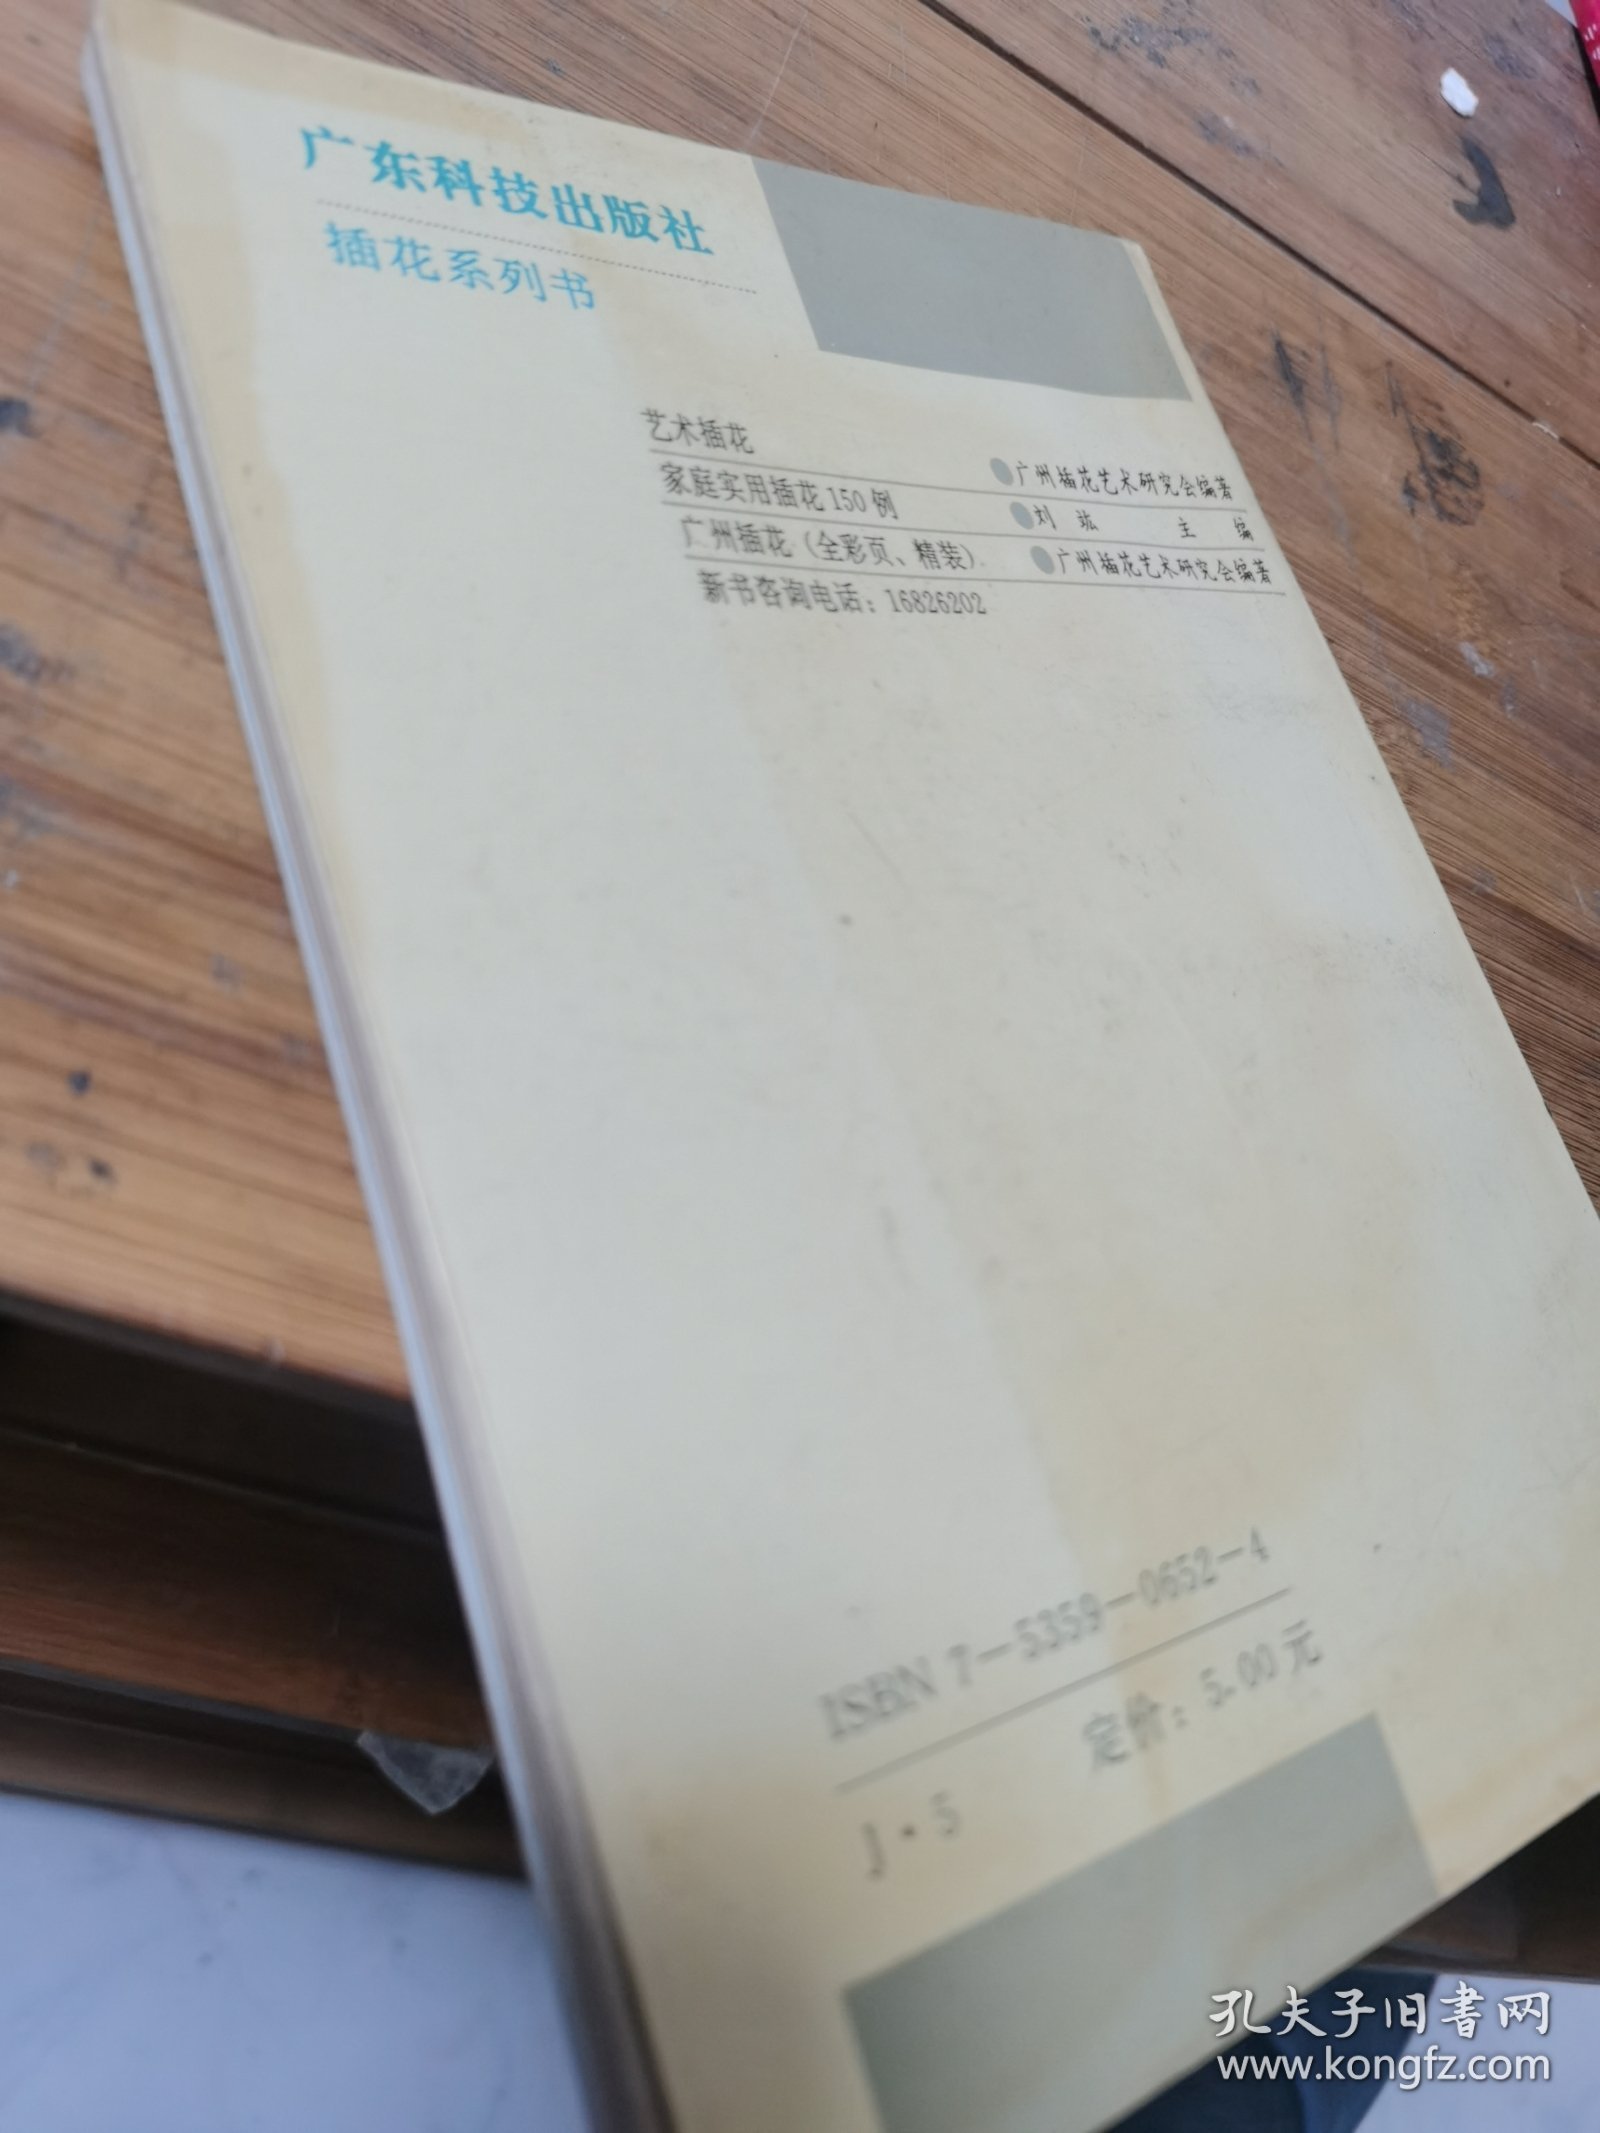 广东科技出版社
插花系列书
艺术插花 ●广州插花艺术研究会编著
家庭实用插花150例 ●刘竑 主编
广州插花（全彩页、精装） ●广州插花艺术研究会编著
新书咨询电话：16826202
ISBN 7-5359-0652-4
J·5 定价：5.00元
孔夫子旧书网
www.kongfz.com